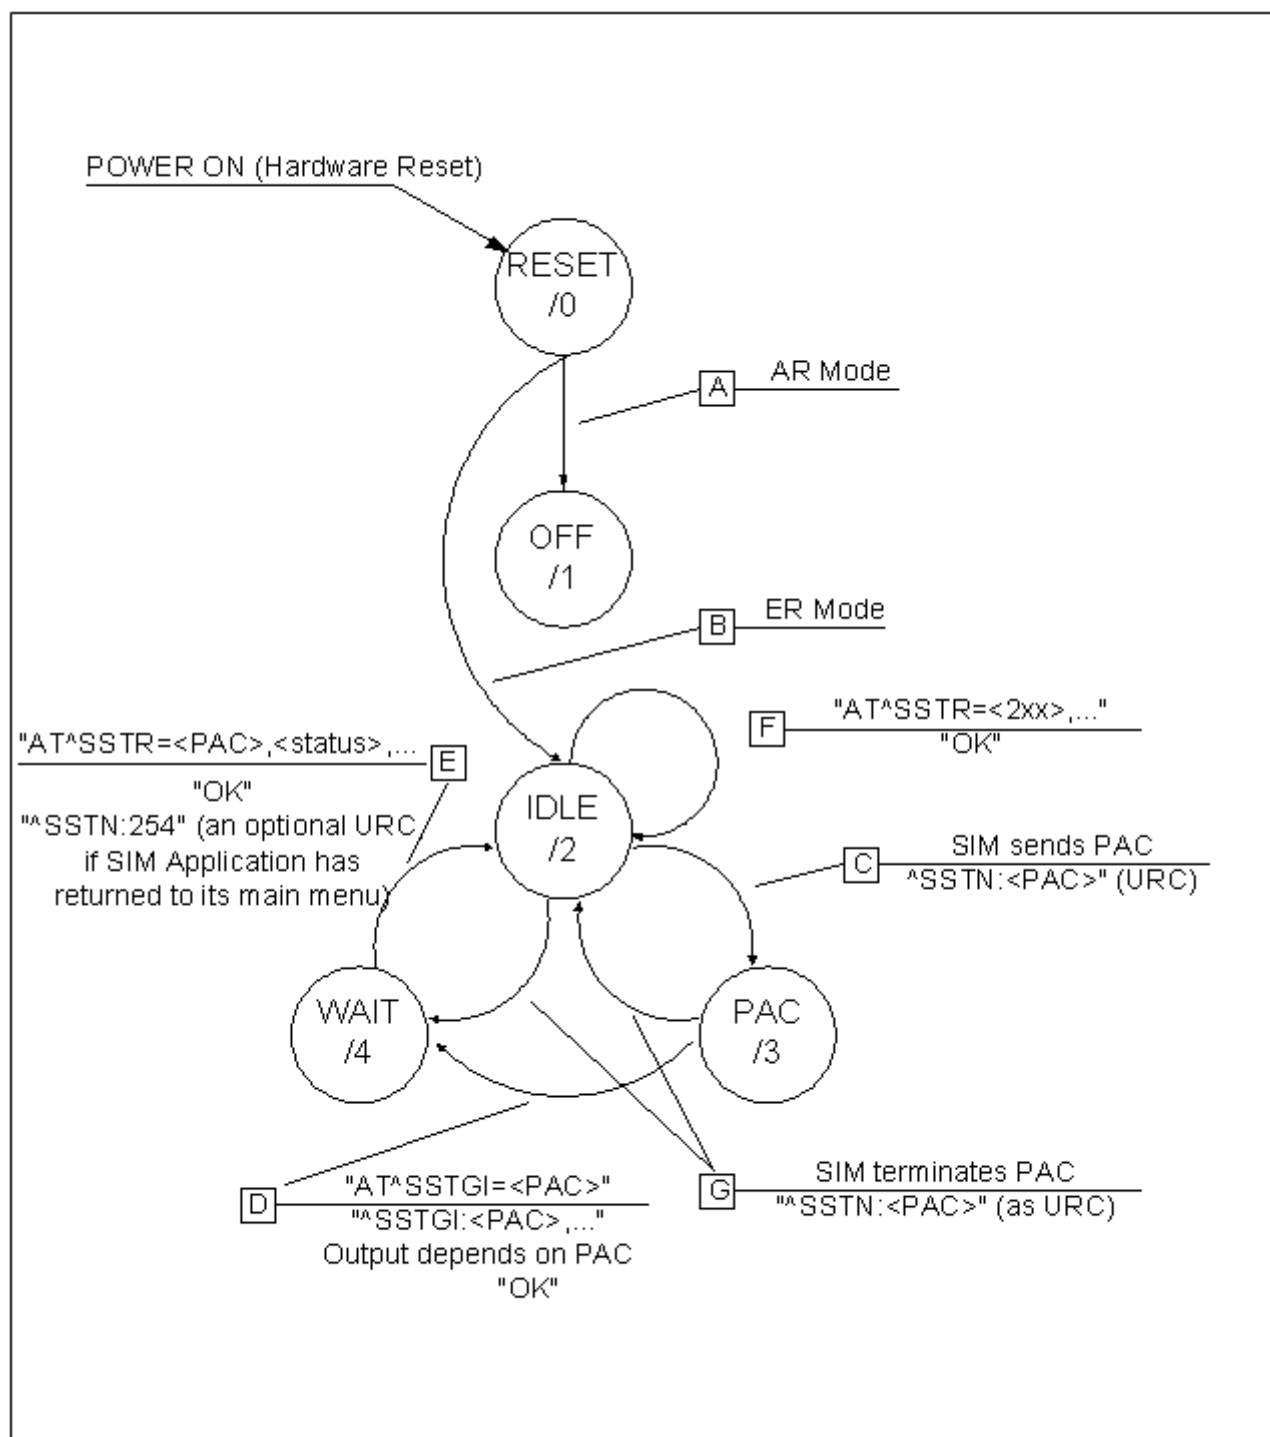 POWER ON (Hardware Reset)
RESET
/0
A
AR Mode
OFF
/1
B
ER Mode
"AT^SSTR=<PAC>,<status>,...
E
"OK"
"^SSTN:254" (an optional URC
if SIM Application has
returned to its main menu)
F
"AT^SSTR=<2xx>,..."
"OK"
IDLE
/2
C
SIM sends PAC
^SSTN:<PAC>" (URC)
WAIT
/4
PAC
/3
D
"AT^SSTGI=<PAC>"
"^SSTGI:<PAC>,..."
Output depends on PAC
"OK"
G
SIM terminates PAC
"^SSTN:<PAC>" (as URC)